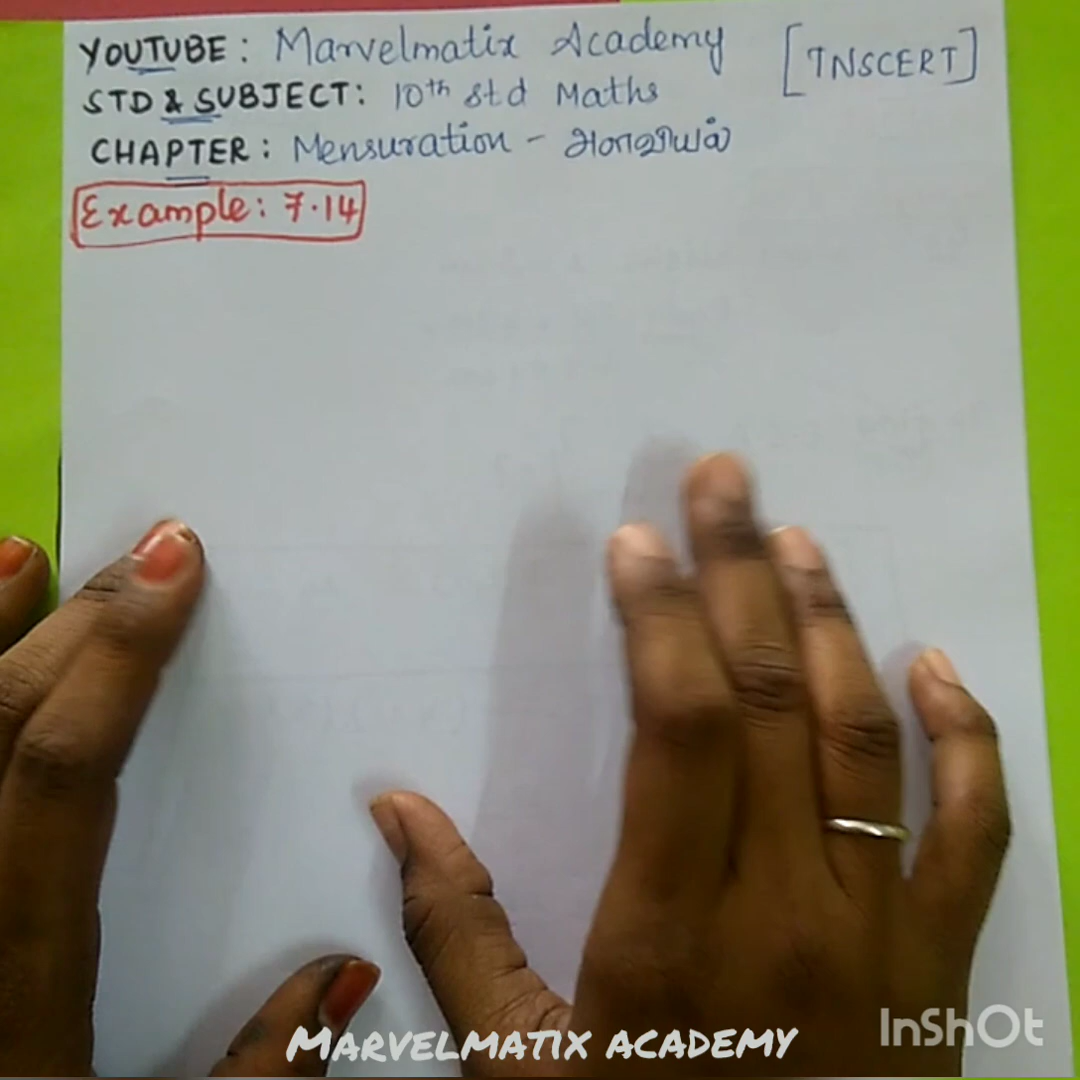 YOUTUBE: Marvelmatix Academy [TNSCERT]
STD & SUBJECT: 10th std Maths
CHAPTER: Mensuration - அளவியல்
Example: 7.14
MARVELMATIX ACADEMY
InShOt